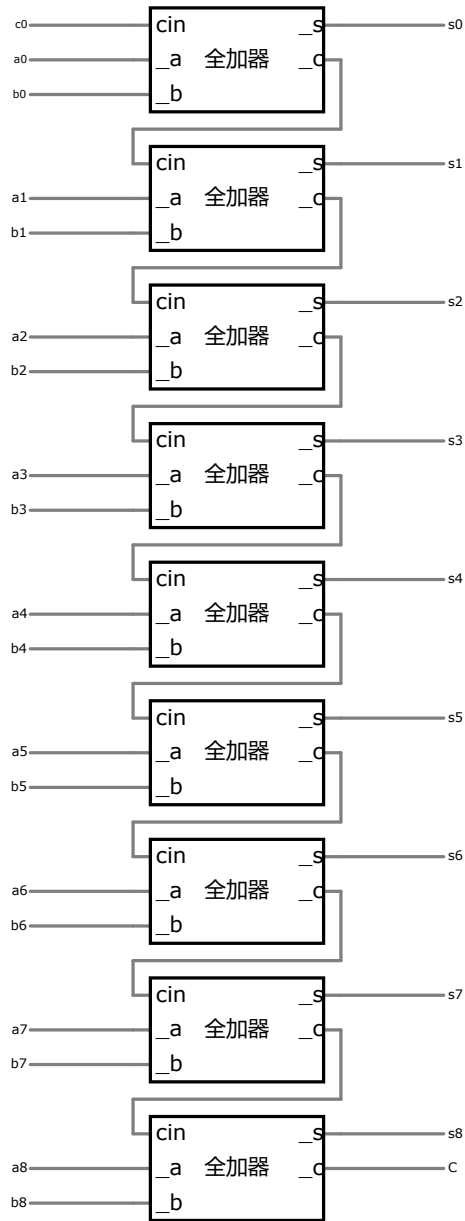 c0 cin _s s0
a0 _a 全加器 _c
b0 _b
cin _s s1
a1 _a 全加器 _c
b1 _b
cin _s s2
a2 _a 全加器 _c
b2 _b
cin _s s3
a3 _a 全加器 _c
b3 _b
cin _s s4
a4 _a 全加器 _c
b4 _b
cin _s s5
a5 _a 全加器 _c
b5 _b
cin _s s6
a6 _a 全加器 _c
b6 _b
cin _s s7
a7 _a 全加器 _c
b7 _b
cin _s s8
a8 _a 全加器 _c C
b8 _b